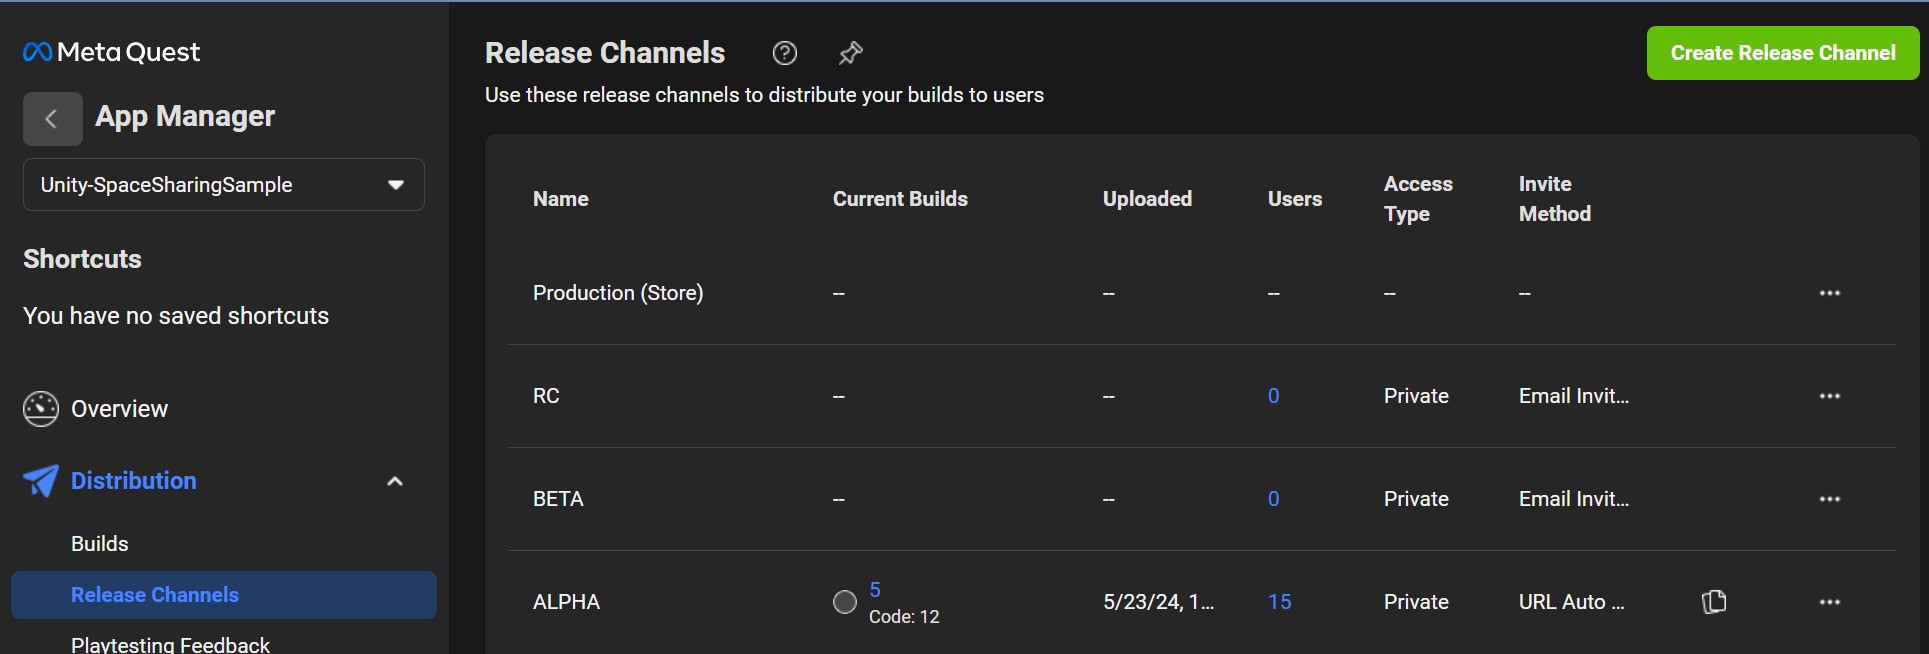 Meta Quest
App Manager
Unity-SpaceSharingSample
Shortcuts
You have no saved shortcuts
Overview
Distribution
Builds
Release Channels
Playtesting Feedback
Release Channels
Create Release Channel
Use these release channels to distribute your builds to users
Name Current Builds Uploaded Users Access Type Invite Method
Production (Store) -- -- -- -- --
RC -- -- 0 Private Email Invit...
BETA -- -- 0 Private Email Invit...
ALPHA 5 Code: 12 5/23/24, 1... 15 Private URL Auto ...